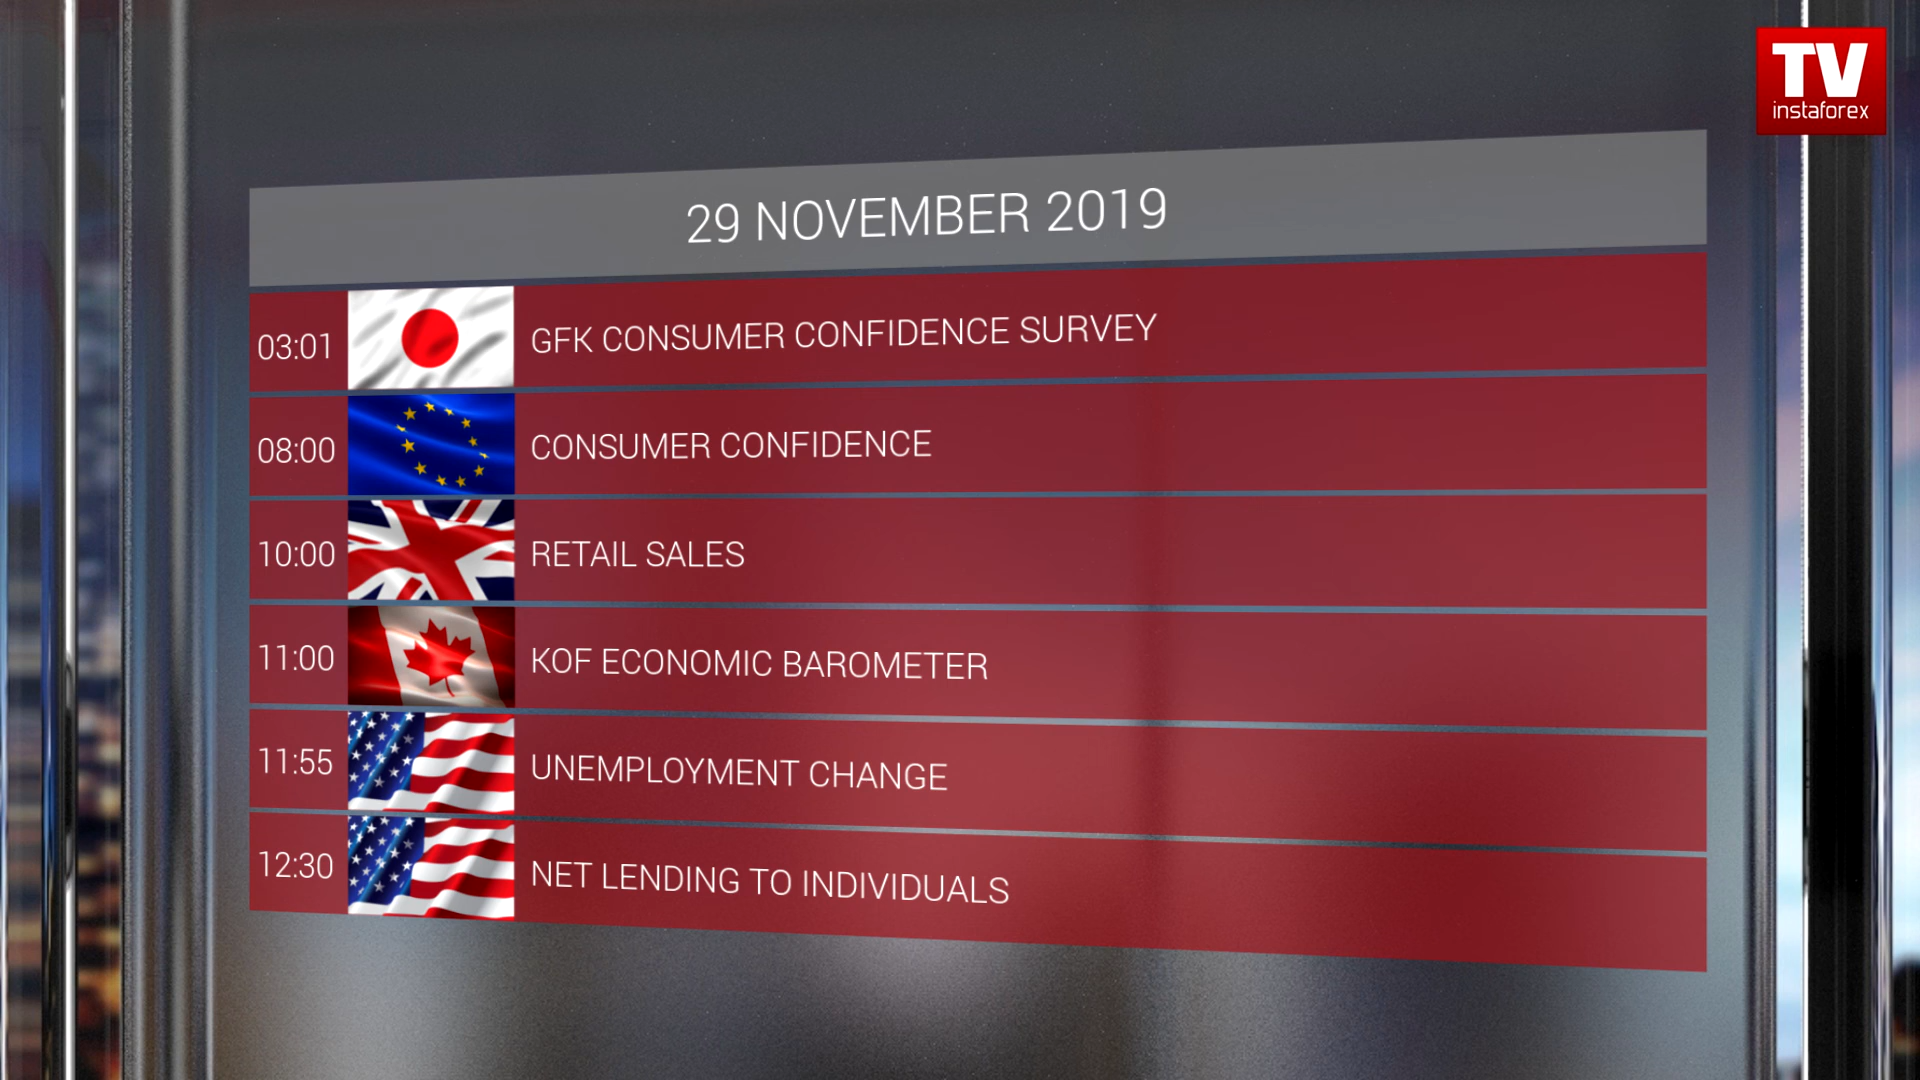 TV
instaforex
29 NOVEMBER 2019
03:01 GFK CONSUMER CONFIDENCE SURVEY
08:00 CONSUMER CONFIDENCE
10:00 RETAIL SALES
11:00 KOF ECONOMIC BAROMETER
11:55 UNEMPLOYMENT CHANGE
12:30 NET LENDING TO INDIVIDUALS